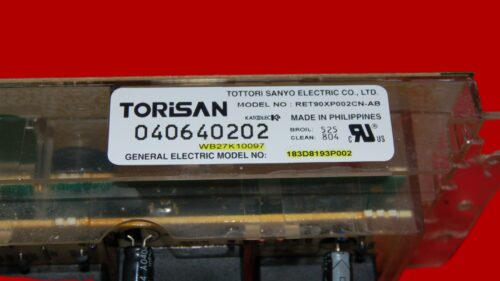 TOTTORI SANYO ELECTRIC CO., LTD.
MODEL NO : RET90XP002CN-AB
TORiSAN
MADE IN PHILIPPINES
040640202
BROIL: 525
CLEAN: 804
C US
WB27K10097
GENERAL ELECTRIC MODEL NO: 183D8193P002